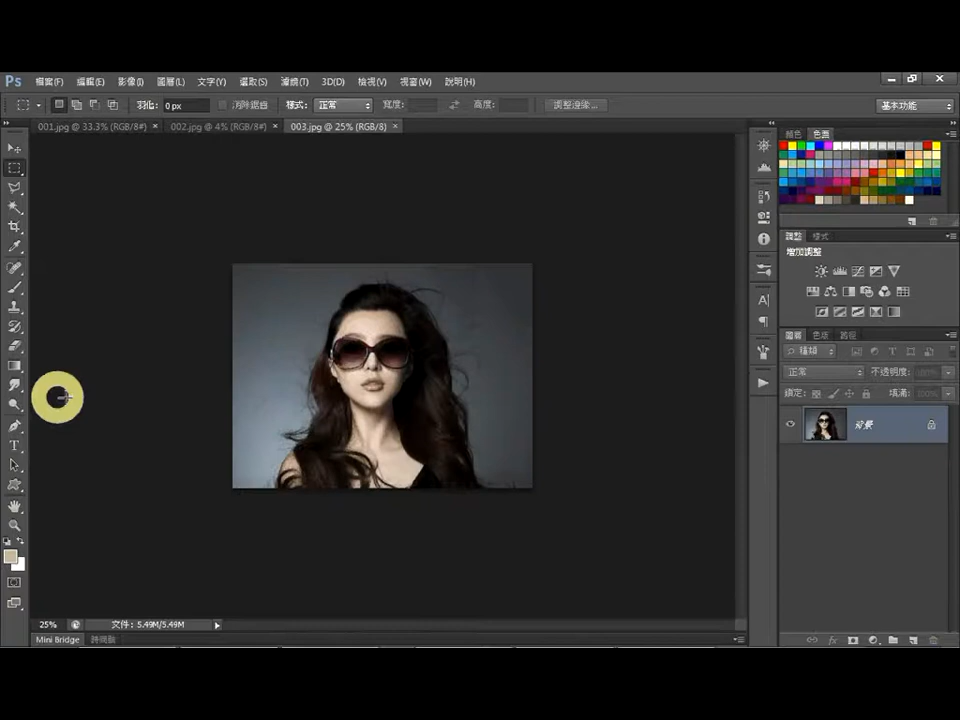 Ps 檔案(F) 編輯(E) 影像(I) 圖層(L) 文字(Y) 選取(S) 濾鏡(T) 3D(D) 檢視(V) 視窗(W) 說明(H)
羽化: 0 px 消除鋸齒 樣式: 正常 寬度: 高度: 調整邊緣... 基本功能
001.jpg @ 33.3% (RGB/8#) × 002.jpg @ 4% (RGB/8#) × 003.jpg @ 25% (RGB/8) ×
顏色 色票
調整 樣式
增加調整
圖層 色版 路徑
種類
正常 不透明度: 100%
鎖定: 填滿: 100%
背景
25% 文件: 5.49M/5.49M
Mini Bridge 時間軸